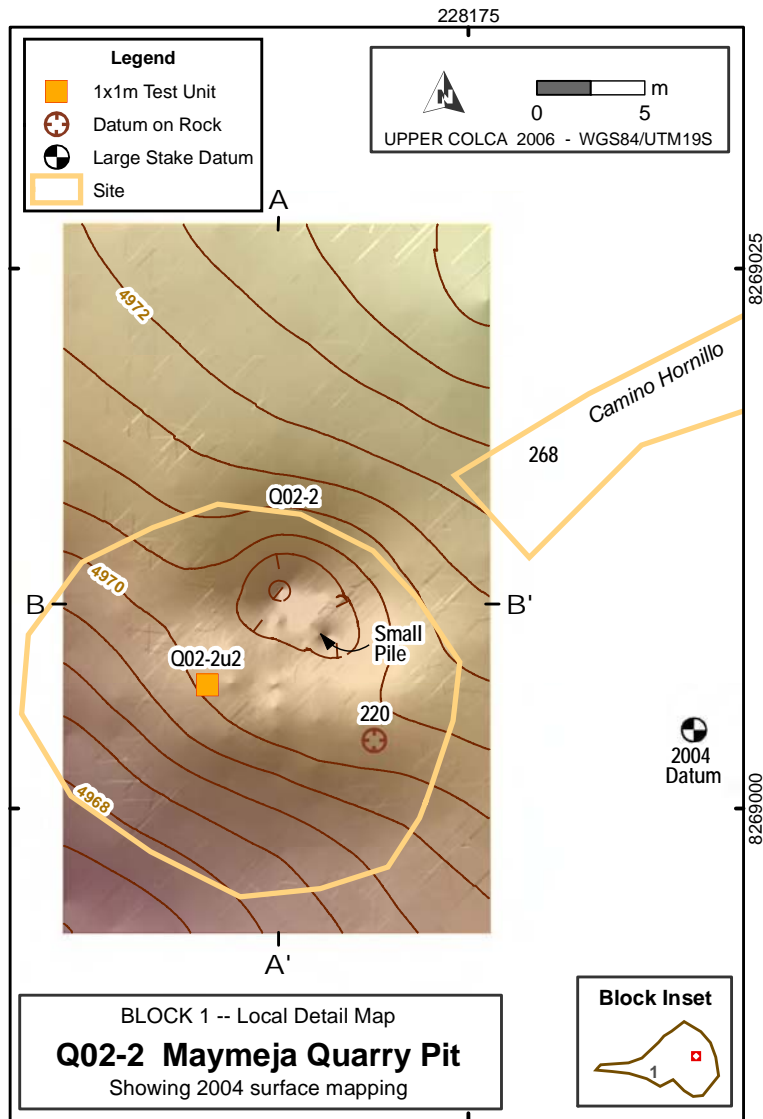 228175
Legend
1x1m Test Unit
Datum on Rock
Large Stake Datum
Site
N
m
0 5
UPPER COLCA 2006 - WGS84/UTM19S
A
8269025
4972
Camino Hornillo
268
Q02-2
4970
B
B'
Small
Pile
Q02-2u2
220
2004
Datum
4968
8269000
A'
BLOCK 1 -- Local Detail Map
Q02-2 Maymeja Quarry Pit
Showing 2004 surface mapping
Block Inset
1